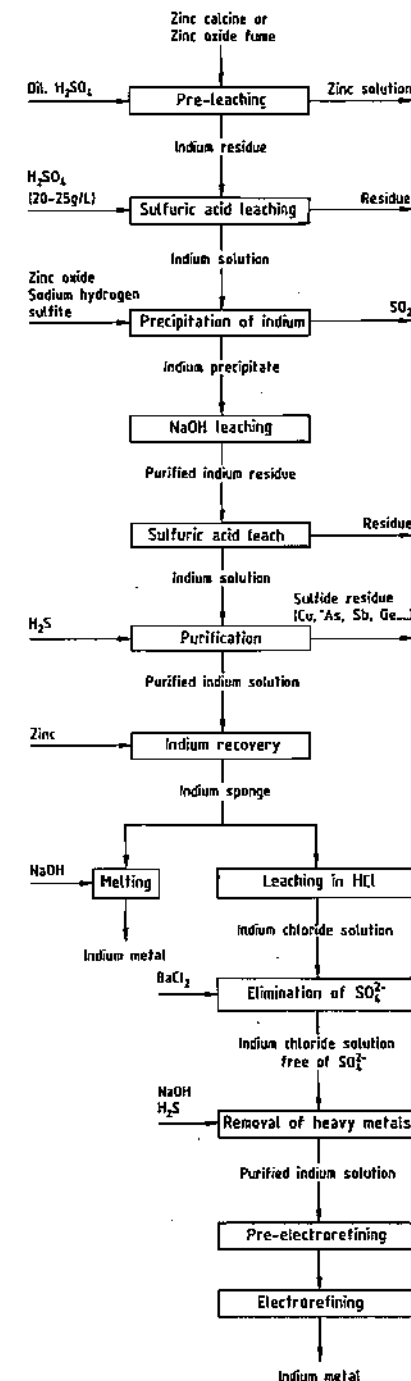 Zinc calcine or
Zinc oxide fume
Dil. H₂SO₄
Pre-leaching
Zinc solution
Indium residue
H₂SO₄
(20-25g/L)
Sulfuric acid leaching
Residue
Indium solution
Zinc oxide
Sodium hydrogen
sulfite
Precipitation of indium
SO₂
Indium precipitate
NaOH leaching
Purified indium residue
Sulfuric acid leach
Residue
Indium solution
Sulfide residue
(Cu, As, Sb, Ge...)
H₂S
Purification
Purified indium solution
Zinc
Indium recovery
Indium sponge
NaOH
Melting
Leaching in HCl
Indium metal
Indium chloride solution
BaCl₂
Elimination of SO₄²⁻
Indium chloride solution
free of SO₄²⁻
NaOH
H₂S
Removal of heavy metals
Purified indium solution
Pre-electrorefining
Electrorefining
Indium metal